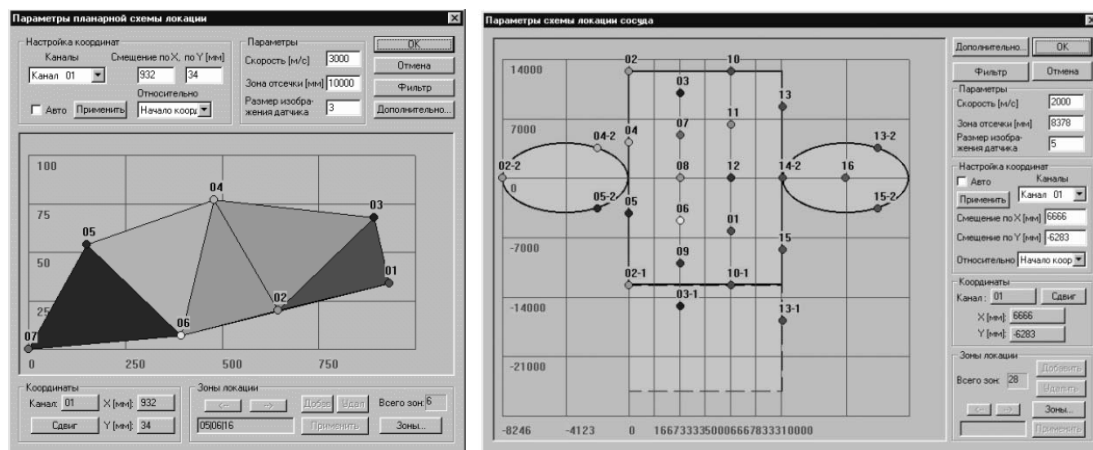 Параметры планарной схемы локации
Настройка координат
Каналы
Смещение по X, по Y [мм]
Канал 01
932
34
Относительно
Авто
Применить
Начало коорд
Параметры
Скорость [м/с]
3000
Зона отсечки [мм]
10000
Размер изобра-
жения датчика
3
OK
Отмена
Фильтр
Дополнительно...
100
75
50
25
0
250
500
750
04
03
05
01
02
06
07
Координаты
Канал:
01
X [мм]:
932
Сдвиг
Y [мм]:
34
Зоны локации
<--
-->
Добав
Удал
Всего зон:
6
05|06|16
Применить
Зоны...
Параметры схемы локации сосуда
14000
7000
0
-7000
-14000
-21000
-8246
-4123
0
1667333350006667833310000
02
10
03
13
11
07
04-2
04
13-2
02-2
08
12
14-2
16
05-2
05
06
01
15-2
09
15
02-1
10-1
03-1
13-1
Дополнительно...
OK
Фильтр
Отмена
Параметры
Скорость [м/с]
2000
Зона отсечки [мм]
8378
Размер изобра-
жения датчика
5
Настройка координат
Авто
Каналы
Применить
Канал 01
Смещение по X [мм]
6666
Смещение по Y [мм]
-6283
Относительно
Начало коор
Координаты
Канал:
01
Сдвиг
X [мм]:
6666
Y [мм]:
-6283
Зоны локации
Добавить
Всего зон:
28
Удалить
<--
-->
Зоны...
Применить